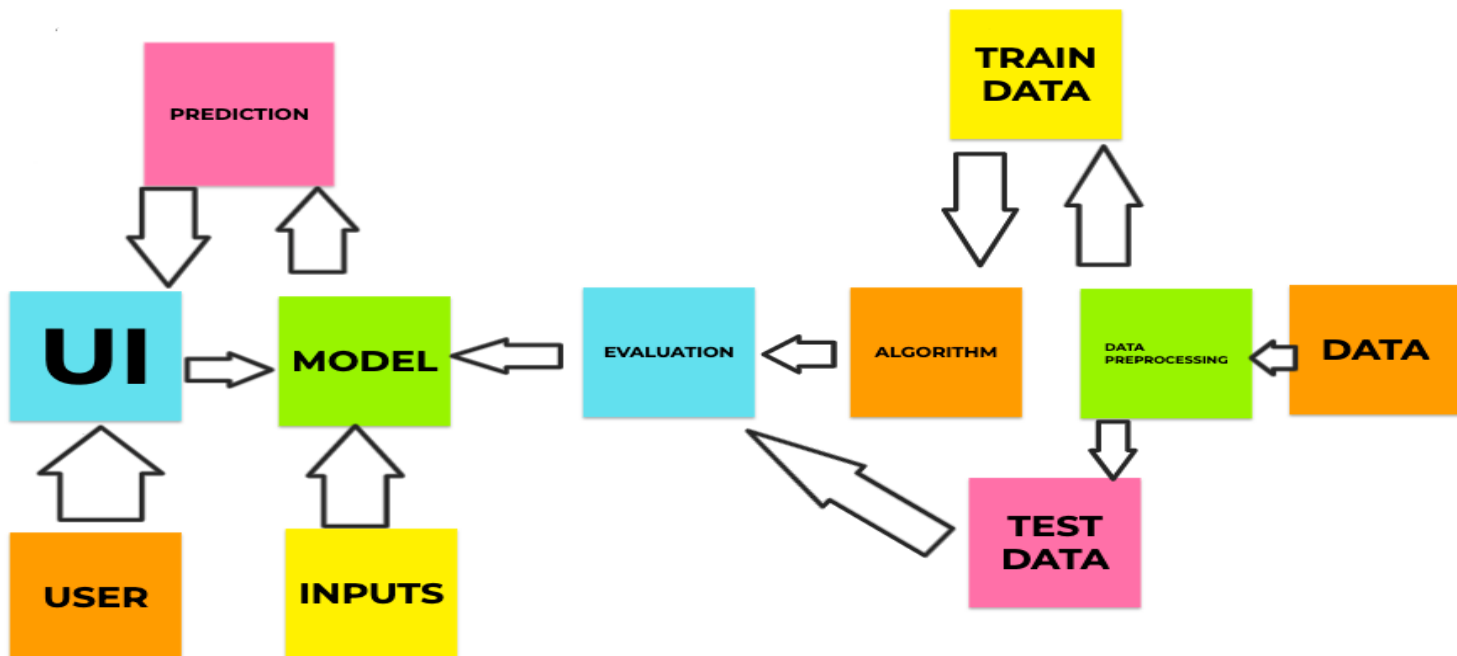 TRAIN
DATA
PREDICTION
UI
MODEL
EVALUATION
ALGORITHM
DATA
PREPROCESSING
DATA
TEST
DATA
USER
INPUTS